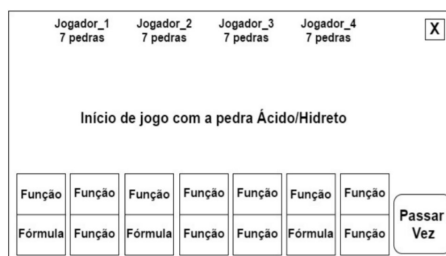 Jogador_1 Jogador_2 Jogador_3 Jogador_4 X
7 pedras 7 pedras 7 pedras 7 pedras
Início de jogo com a pedra Ácido/Hidreto
Função Função Função Função Função Função Função
Fórmula Função Fórmula Função Função Fórmula Função
Passar
Vez